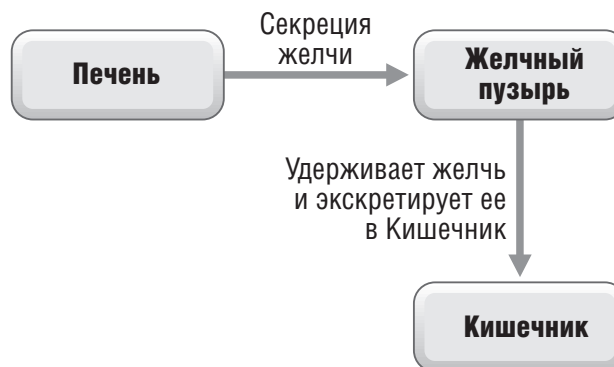 Секреция
желчи
Печень
Желчный
пузырь
Удерживает желчь
и экскретирует ее
в Кишечник
Кишечник